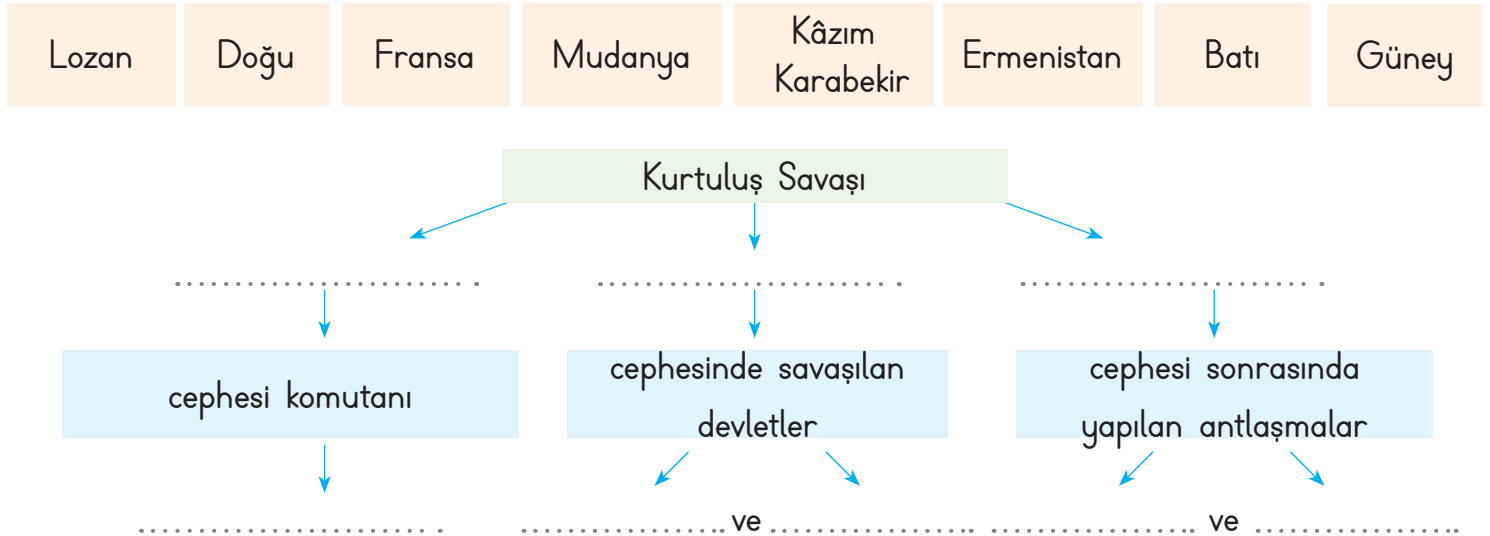 Lozan
Doğu
Fransa
Mudanya
Kâzım
Karabekir
Ermenistan
Batı
Güney
Kurtuluş Savaşı
................................
................................
................................
cephesi komutanı
cephesinde savaşılan
devletler
cephesi sonrasında
yapılan antlaşmalar
................................
..................... ve .....................
..................... ve .....................